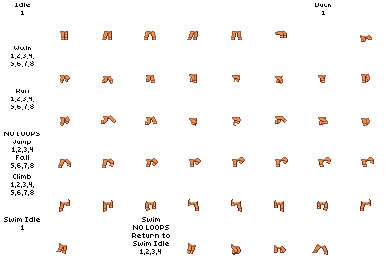 Idle
1
Duck
1
Walk
1,2,3,4,
5,6,7,8
Run
1,2,3,4,
5,6,7,8
NO LOOPS
Jump
1,2,3,4
Fall
5,6,7,8
Climb
1,2,3,4,
5,6,7,8
Swim Idle
1
Swim
NO LOOPS
Return to
Swim Idle
1,2,3,4